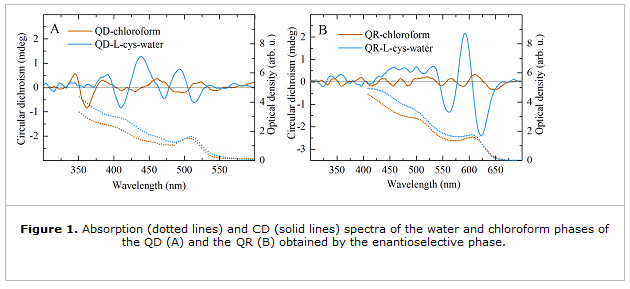 A
QD-chloroform
QD-L-cys-water
Circular dichroism (mdeg)
2
1
0
-1
-2
Optical density (arb. u.)
8
6
4
2
0
350 400 450 500 550
Wavelength (nm)
B
QR-chloroform
QR-L-cys-water
Circular dichroism (mdeg)
2
1
0
-1
-2
-3
Optical density (arb. u.)
8
6
4
2
0
300 350 400 450 500 550 600 650
Wavelength (nm)
Figure 1. Absorption (dotted lines) and CD (solid lines) spectra of the water and chloroform phases of
the QD (A) and the QR (B) obtained by the enantioselective phase.